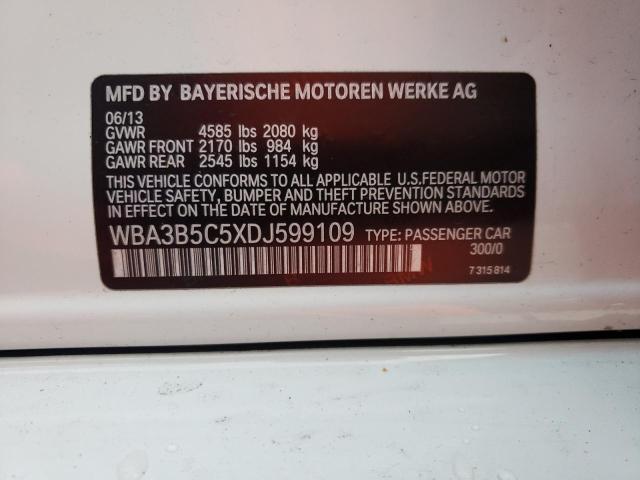 MFD BY BAYERISCHE MOTOREN WERKE AG
06/13
GVWR 4585 lbs 2080 kg
GAWR FRONT 2170 lbs 984 kg
GAWR REAR 2545 lbs 1154 kg
THIS VEHICLE CONFORMS TO ALL APPLICABLE U.S.FEDERAL MOTOR
VEHICLE SAFETY, BUMPER AND THEFT PREVENTION STANDARDS
IN EFFECT ON THE DATE OF MANUFACTURE SHOWN ABOVE
WBA3B5C5XDJ599109 TYPE: PASSENGER CAR
300/0
7 315 814